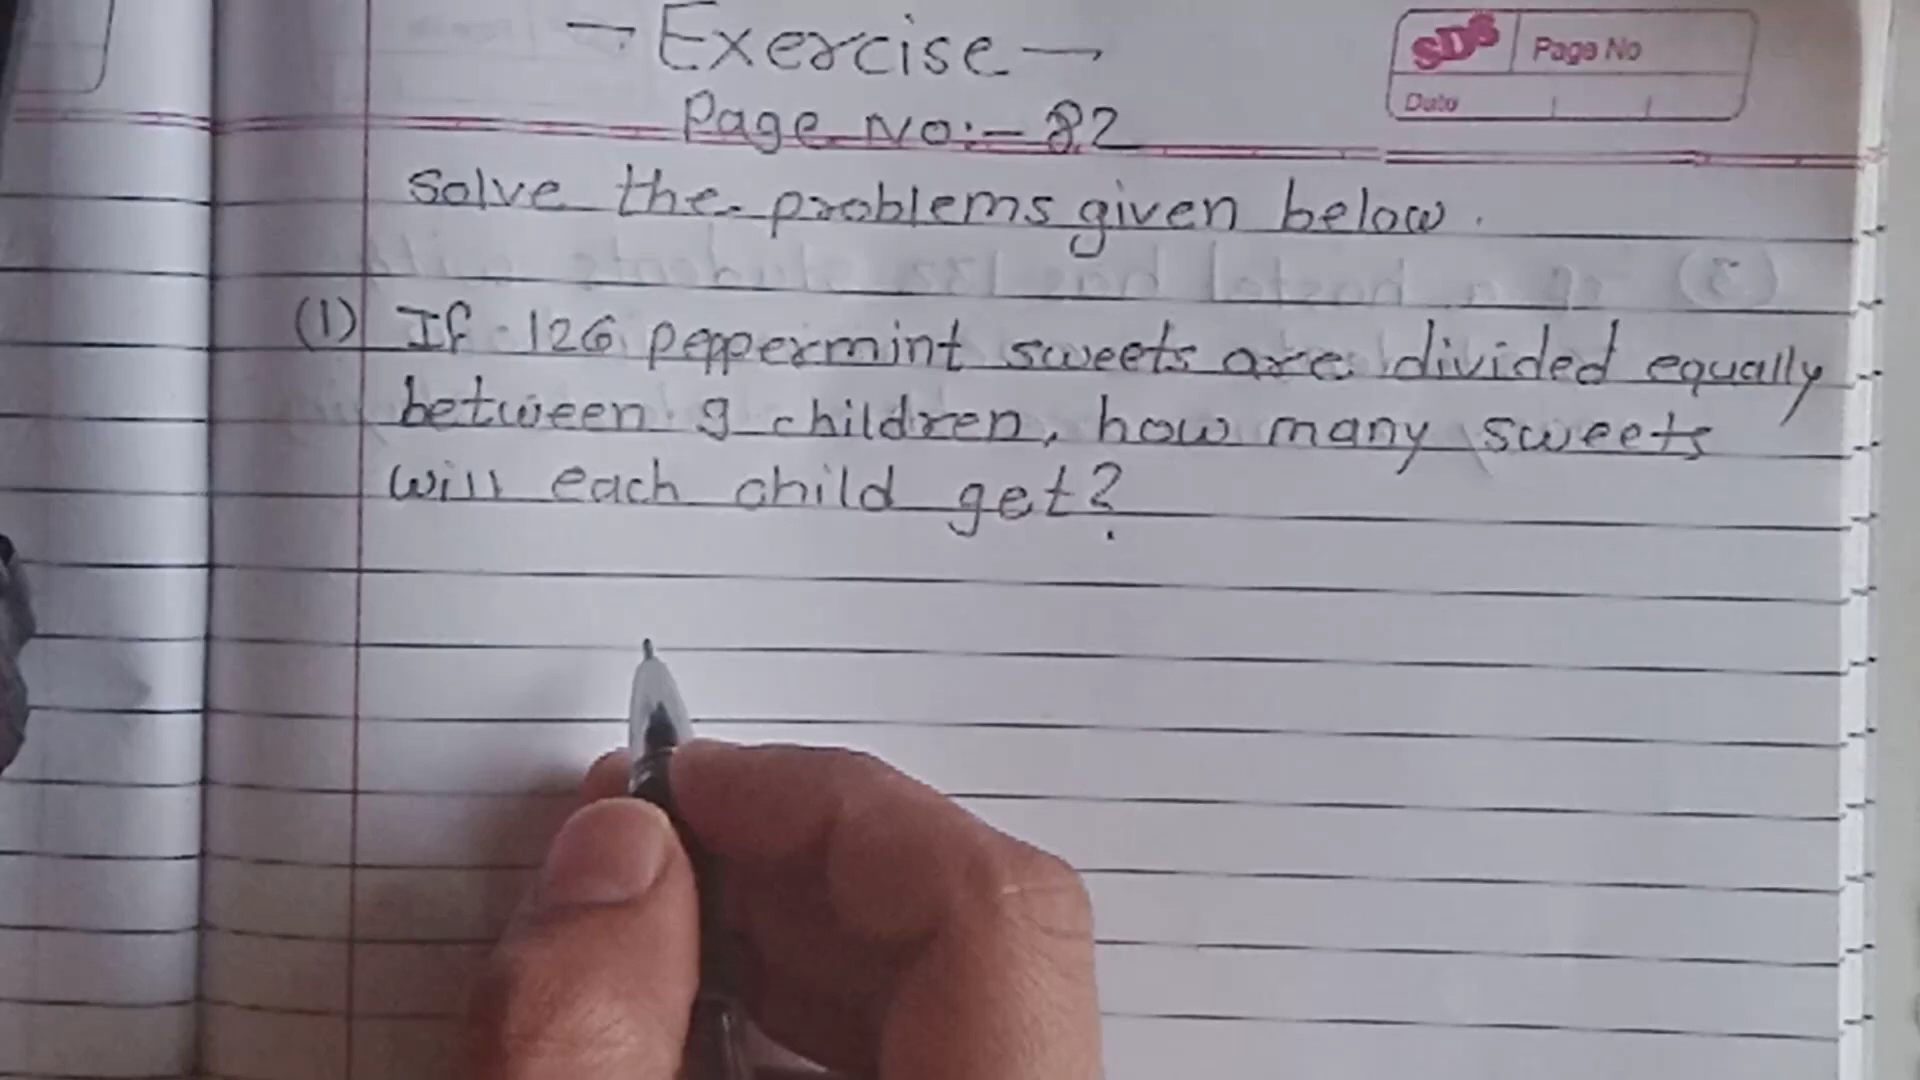 - Exercise -
SDS Page No
Date
Page No:- 82
Solve the problems given below.
(1) If 126 peppermint sweets are divided equally
between 9 children, how many sweets
will each child get?